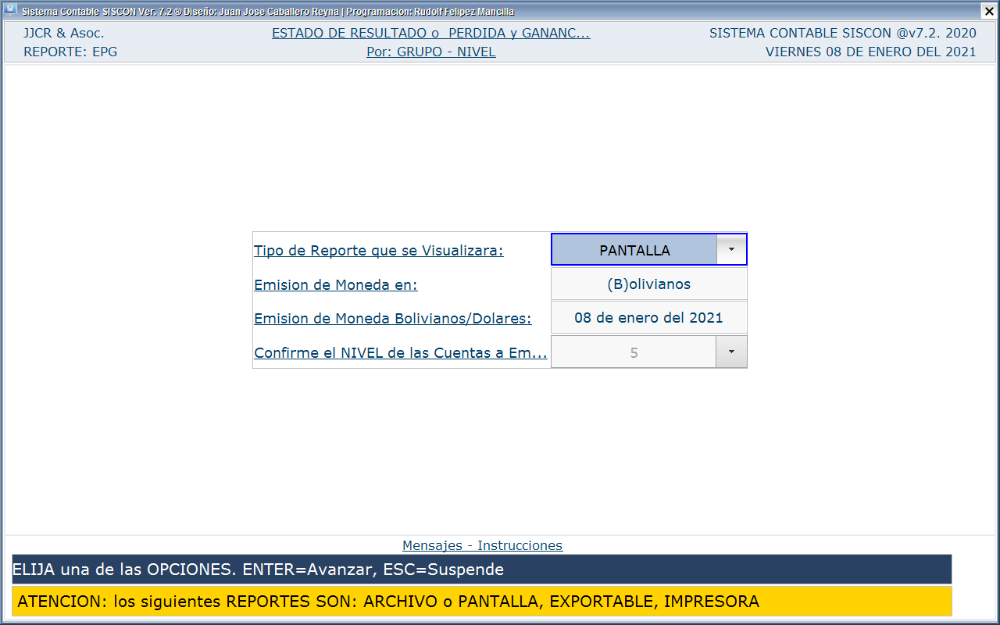 Sistema Contable SISCON Ver. 7.2 ® Diseño: Juan Jose Caballero Reyna | Programacion: Rudolf Felipez Mancilla
JJCR & Asoc.
ESTADO DE RESULTADO o  PERDIDA y GANANC...
SISTEMA CONTABLE SISCON @v7.2. 2020
REPORTE: EPG
Por: GRUPO - NIVEL
VIERNES 08 DE ENERO DEL 2021
Tipo de Reporte que se Visualizara:
PANTALLA
Emision de Moneda en:
(B)olivianos
Emision de Moneda Bolivianos/Dolares:
08 de enero del 2021
Confirme el NIVEL de las Cuentas a Em...
5
Mensajes - Instrucciones
ELIJA una de las OPCIONES. ENTER=Avanzar, ESC=Suspende
ATENCION: los siguientes REPORTES SON: ARCHIVO o PANTALLA, EXPORTABLE, IMPRESORA